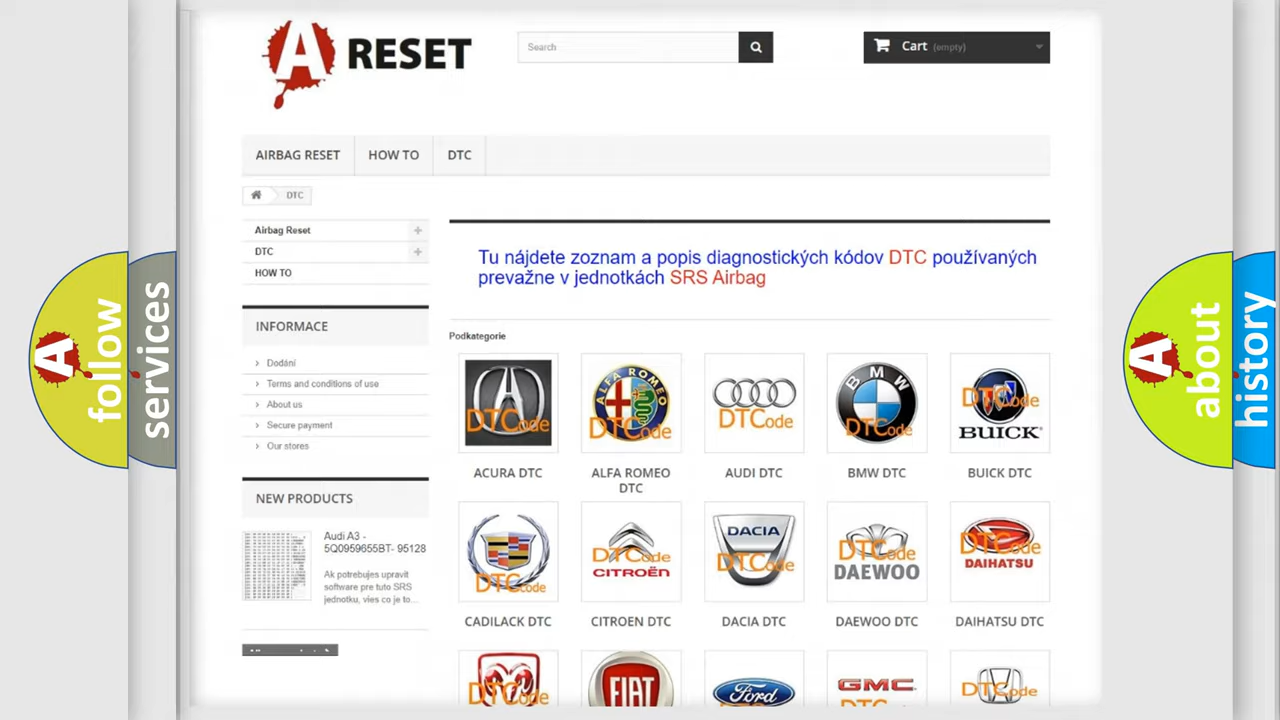 A RESET
Search
Cart (empty)
AIRBAG RESET
HOW TO
DTC
DTC
Airbag Reset
DTC
HOW TO
INFORMACE
Dodání
Terms and conditions of use
About us
Secure payment
Our stores
NEW PRODUCTS
Audi A3 -
5Q0959655BT- 95128
Ak potrebujes upravit
software pre tuto SRS
jednotku, vies co je to...
Tu nájdete zoznam a popis diagnostických kódov DTC používaných
prevažne v jednotkách SRS Airbag
Podkategorie
DTCode
ALFA ROMEO
DTCode
DTCode
BMW
DTCode
DTCode
BUICK
ACURA DTC
ALFA ROMEO
DTC
AUDI DTC
BMW DTC
BUICK DTC
DTCode
DTCode
CITROËN
DACIA
DTCode
DTCode
DAEWOO
DTCode
DAIHATSU
CADILACK DTC
CITROEN DTC
DACIA DTC
DAEWOO DTC
DAIHATSU DTC
DTCode
FIAT
Ford
GMC
DTCode
A follow
services
A about
history